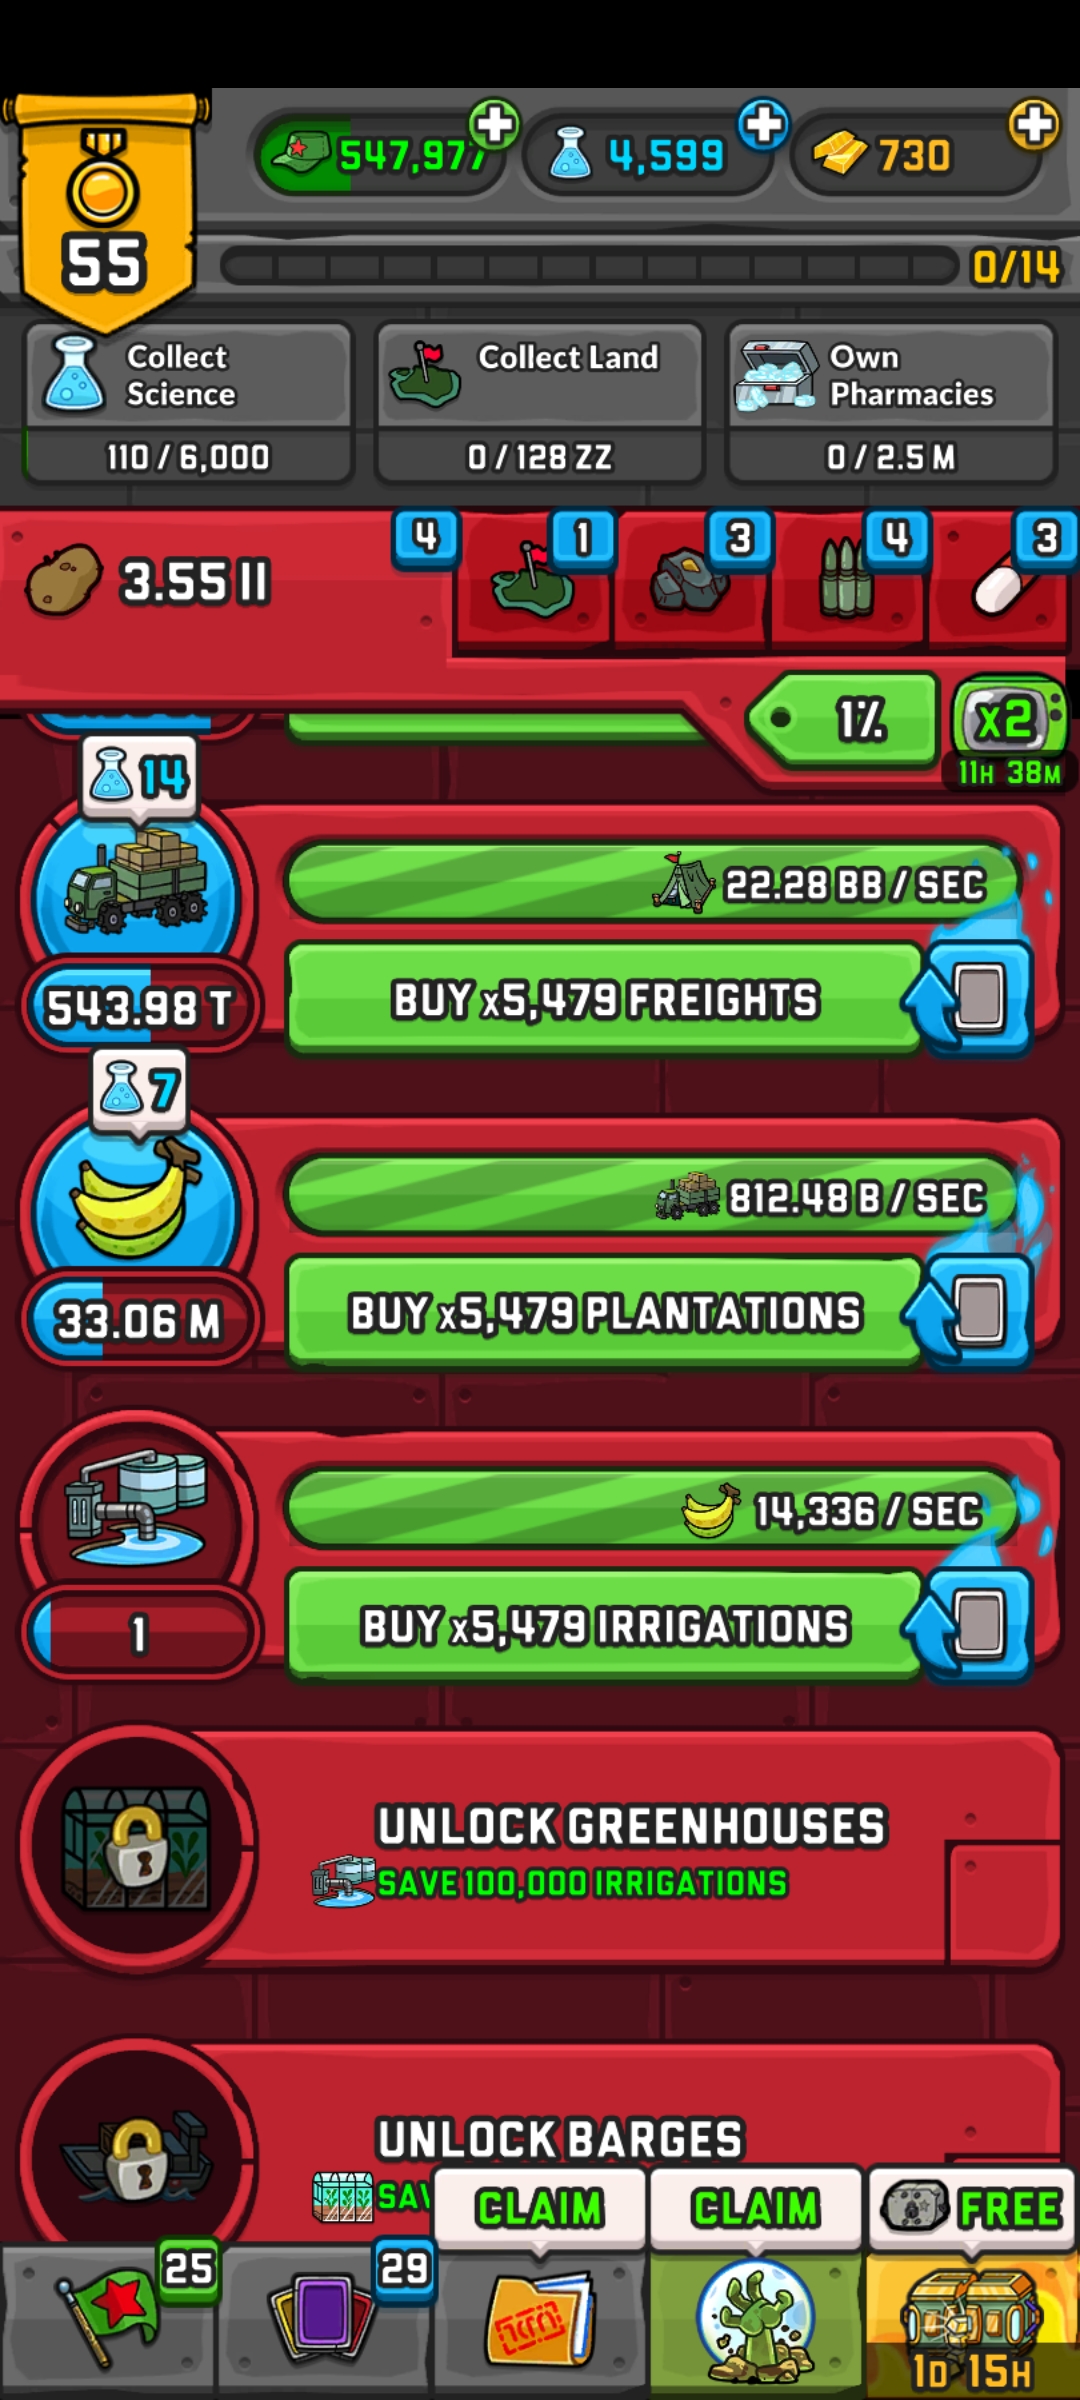 547,977
4,599
730
55
0/14
Collect
Science
110 / 6,000
Collect Land
0 / 128 ZZ
Own
Pharmacies
0 / 2.5 M
3.55 II
4
1
3
4
3
1%
x2
11H 38M
14
22.28 BB / SEC
543.98 T
BUY x5,479 FREIGHTS
7
812.48 B / SEC
33.06 M
BUY x5,479 PLANTATIONS
14,336 / SEC
1
BUY x5,479 IRRIGATIONS
UNLOCK GREENHOUSES
SAVE 100,000 IRRIGATIONS
UNLOCK BARGES
CLAIM
CLAIM
FREE
25
29
1D 15H